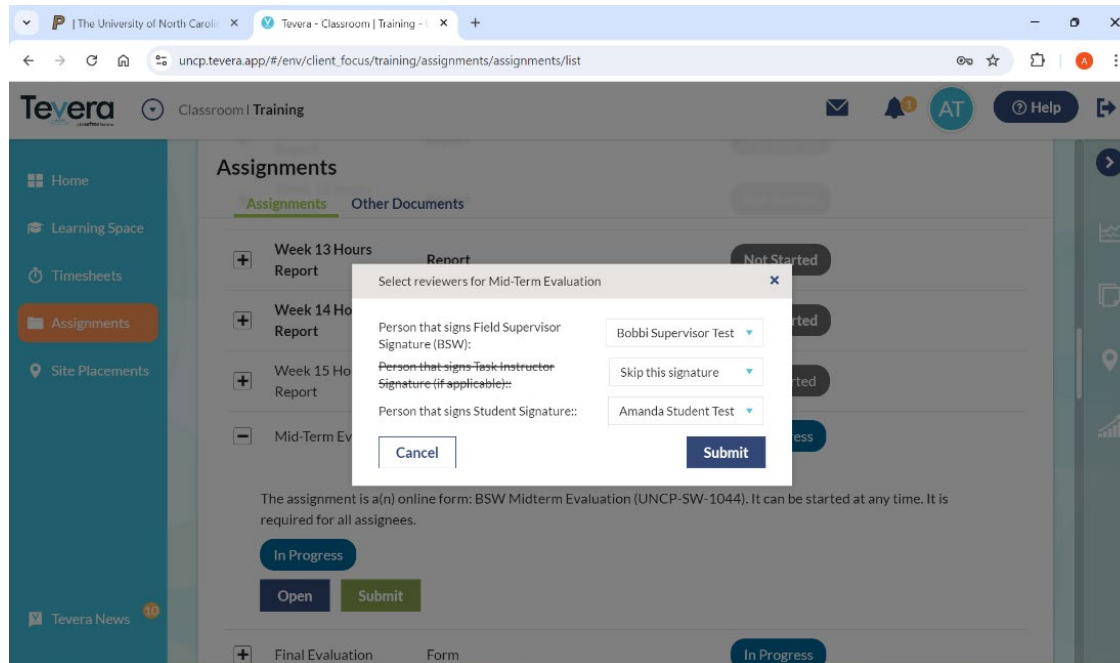 | The University of North Caroli
Tevera - Classroom | Training -
uncp.tevera.app/#/env/client_focus/training/assignments/assignments/list
A
Tevera
Classroom | Training
1
AT
Help
Home
Learning Space
Timesheets
Assignments
Site Placements
Tevera News
10
Assignments
Assignments Other Documents
Week 13 Hours
Report
Report
Not Started
Week 14 Ho
Report
rted
Week 15 Ho
Report
rted
Mid-Term Ev
ess
Select reviewers for Mid-Term Evaluation
Person that signs Field Supervisor
Signature (BSW):
Bobbi Supervisor Test
Person that signs Task Instructor
Signature (if applicable)::
Skip this signature
Person that signs Student Signature::
Amanda Student Test
Cancel
Submit
The assignment is a(n) online form: BSW Midterm Evaluation (UNCP-SW-1044). It can be started at any time. It is
required for all assignees.
In Progress
Open
Submit
Final Evaluation
Form
In Progress